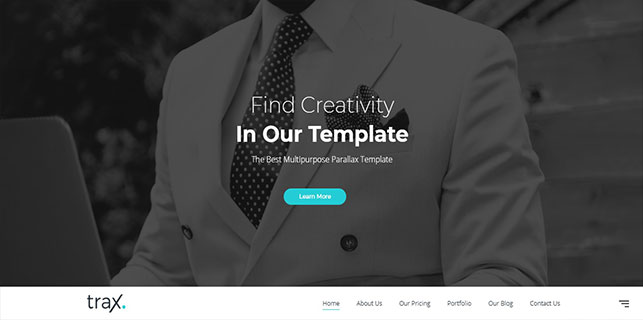 Find Creativity
In Our Template
The Best Multipurpose Parallax Template
Learn More
trax.
Home About Us Our Pricing Portfolio Our Blog Contact Us